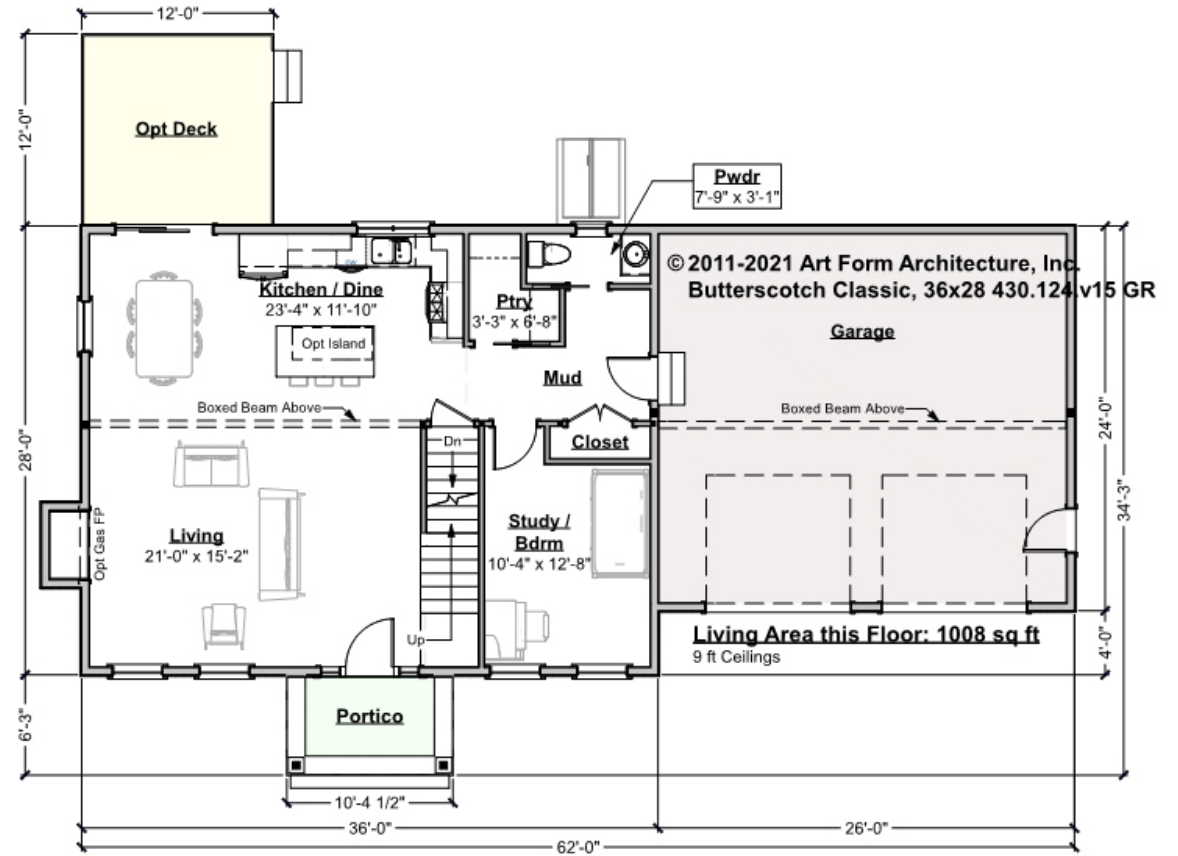 12'-0"
12'-0"
Opt Deck
Pwdr
7'-9" x 3'-1"
© 2011-2021 Art Form Architecture, Inc.
Butterscotch Classic, 36x28 430.124.v15 GR
DW
Kitchen / Dine
23'-4" x 11'-10"
Ptry
3'-3" x 6'-8"
Garage
Opt Island
Mud
Boxed Beam Above
Boxed Beam Above
24'-0"
Dn
Closet
28'-0"
34'-3"
Opt Gas FP
Living
21'-0" x 15'-2"
Study /
Bdrm
10'-4" x 12'-8"
Up
Living Area this Floor: 1008 sq ft
9 ft Ceilings
4'-0"
Portico
6'-3"
10'-4 1/2"
36'-0"
26'-0"
62'-0"